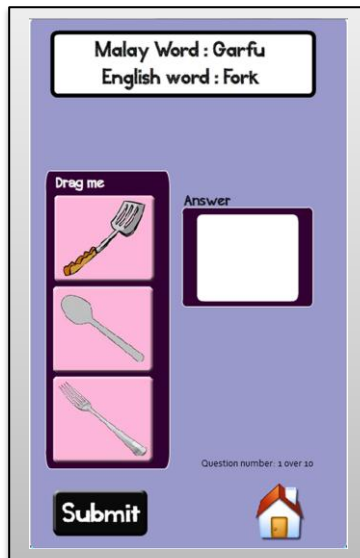 Malay Word : Garfu
English word : Fork
Drag me
Answer
Question number: 1 over 10
Submit